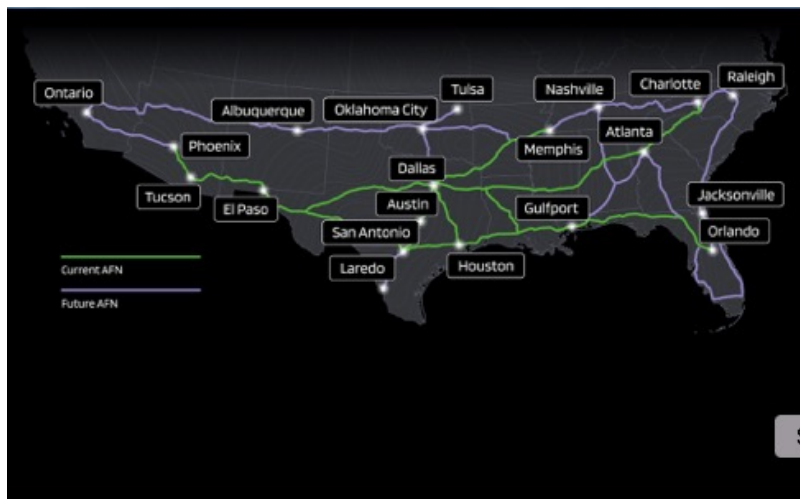 Raleigh
Charlotte
Nashville
Tulsa
Ontario
Oklahoma City
Albuquerque
Atlanta
Phoenix
Memphis
Dallas
Tucson
Jacksonville
Austin
El Paso
Gulfport
San Antonio
Orlando
Laredo
Houston
Current AFN
Future AFN
S